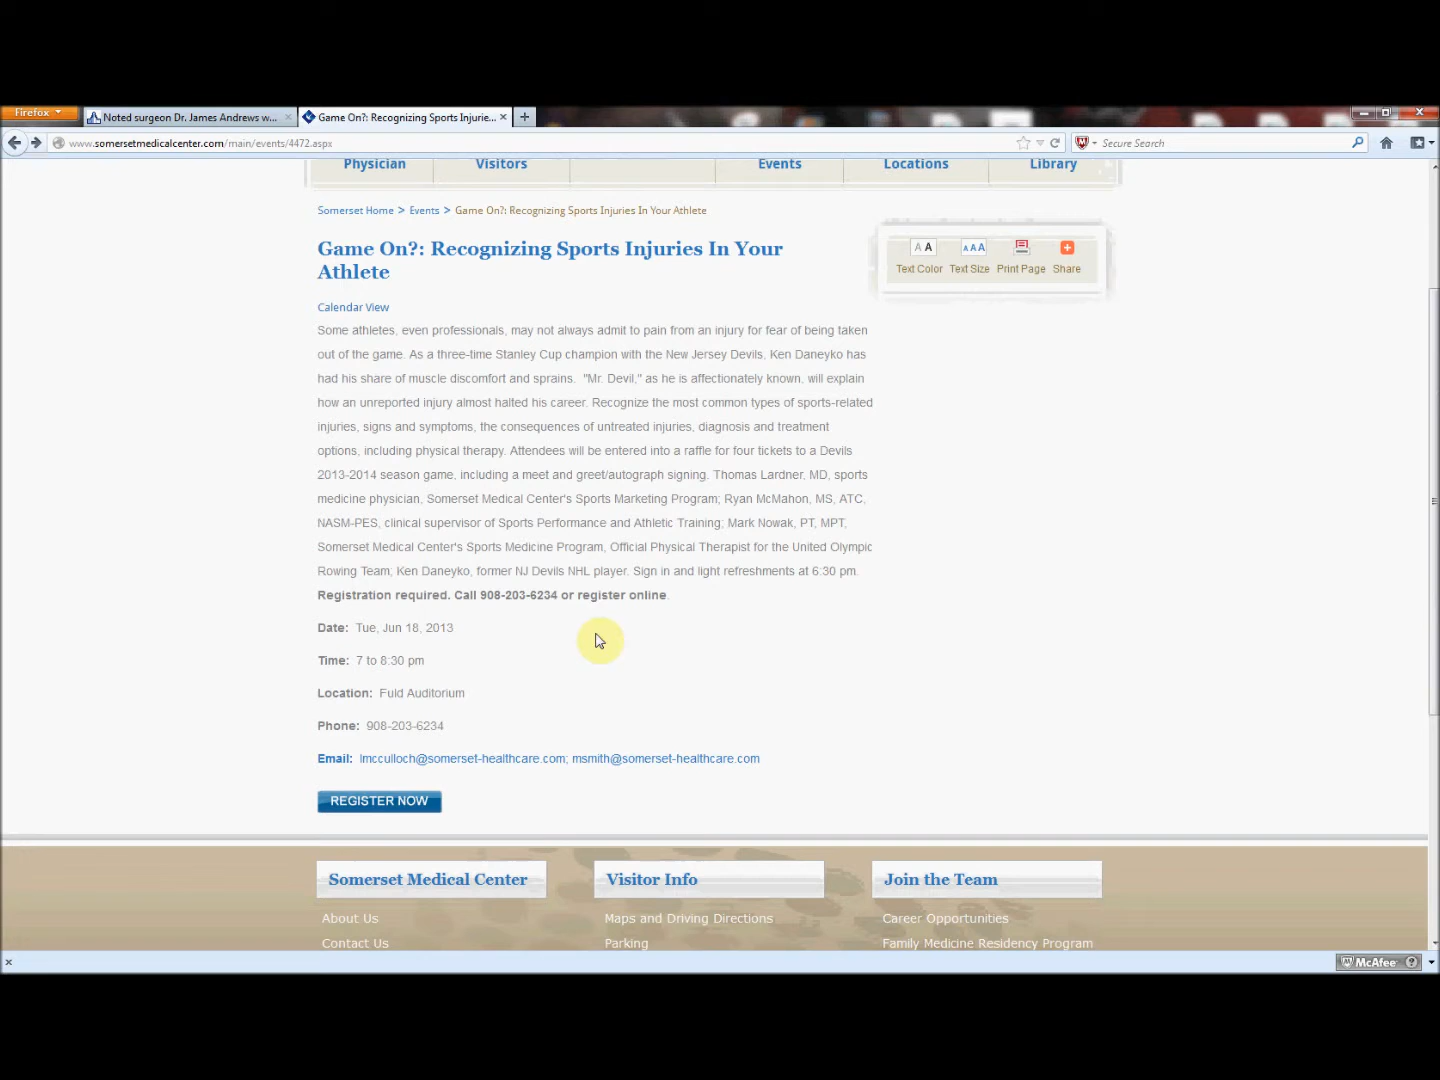 Firefox
Noted surgeon Dr. James Andrews w...
Game On?: Recognizing Sports Injurie...
www.somersetmedicalcenter.com/main/events/4472.aspx
Secure Search
Physician
Visitors
Events
Locations
Library
Somerset Home > Events > Game On?: Recognizing Sports Injuries In Your Athlete
Game On?: Recognizing Sports Injuries In Your
Athlete
A A
AAA
Text Color
Text Size
Print Page
Share
Calendar View
Some athletes, even professionals, may not always admit to pain from an injury for fear of being taken
out of the game. As a three-time Stanley Cup champion with the New Jersey Devils, Ken Daneyko has
had his share of muscle discomfort and sprains. "Mr. Devil," as he is affectionately known, will explain
how an unreported injury almost halted his career. Recognize the most common types of sports-related
injuries, signs and symptoms, the consequences of untreated injuries, diagnosis and treatment
options, including physical therapy. Attendees will be entered into a raffle for four tickets to a Devils
2013-2014 season game, including a meet and greet/autograph signing. Thomas Lardner, MD, sports
medicine physician, Somerset Medical Center's Sports Marketing Program; Ryan McMahon, MS, ATC,
NASM-PES, clinical supervisor of Sports Performance and Athletic Training; Mark Nowak, PT, MPT,
Somerset Medical Center's Sports Medicine Program, Official Physical Therapist for the United Olympic
Rowing Team; Ken Daneyko, former NJ Devils NHL player. Sign in and light refreshments at 6:30 pm.
Registration required. Call 908-203-6234 or register online.
Date: Tue, Jun 18, 2013
Time: 7 to 8:30 pm
Location: Fuld Auditorium
Phone: 908-203-6234
Email: lmcculloch@somerset-healthcare.com; msmith@somerset-healthcare.com
REGISTER NOW
Somerset Medical Center
Visitor Info
Join the Team
About Us
Maps and Driving Directions
Career Opportunities
Contact Us
Parking
Family Medicine Residency Program
McAfee